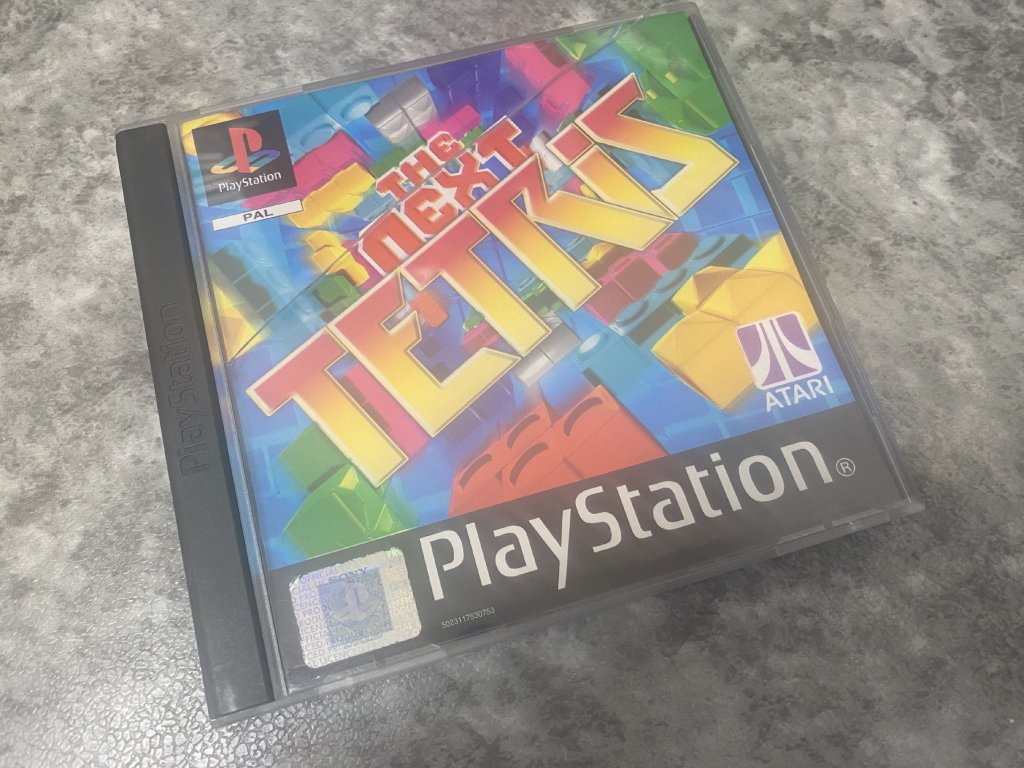 PlayStation
PAL
THE
NEXT
TETRIS
ATARI
PlayStation®
5023117530753
PlayStation